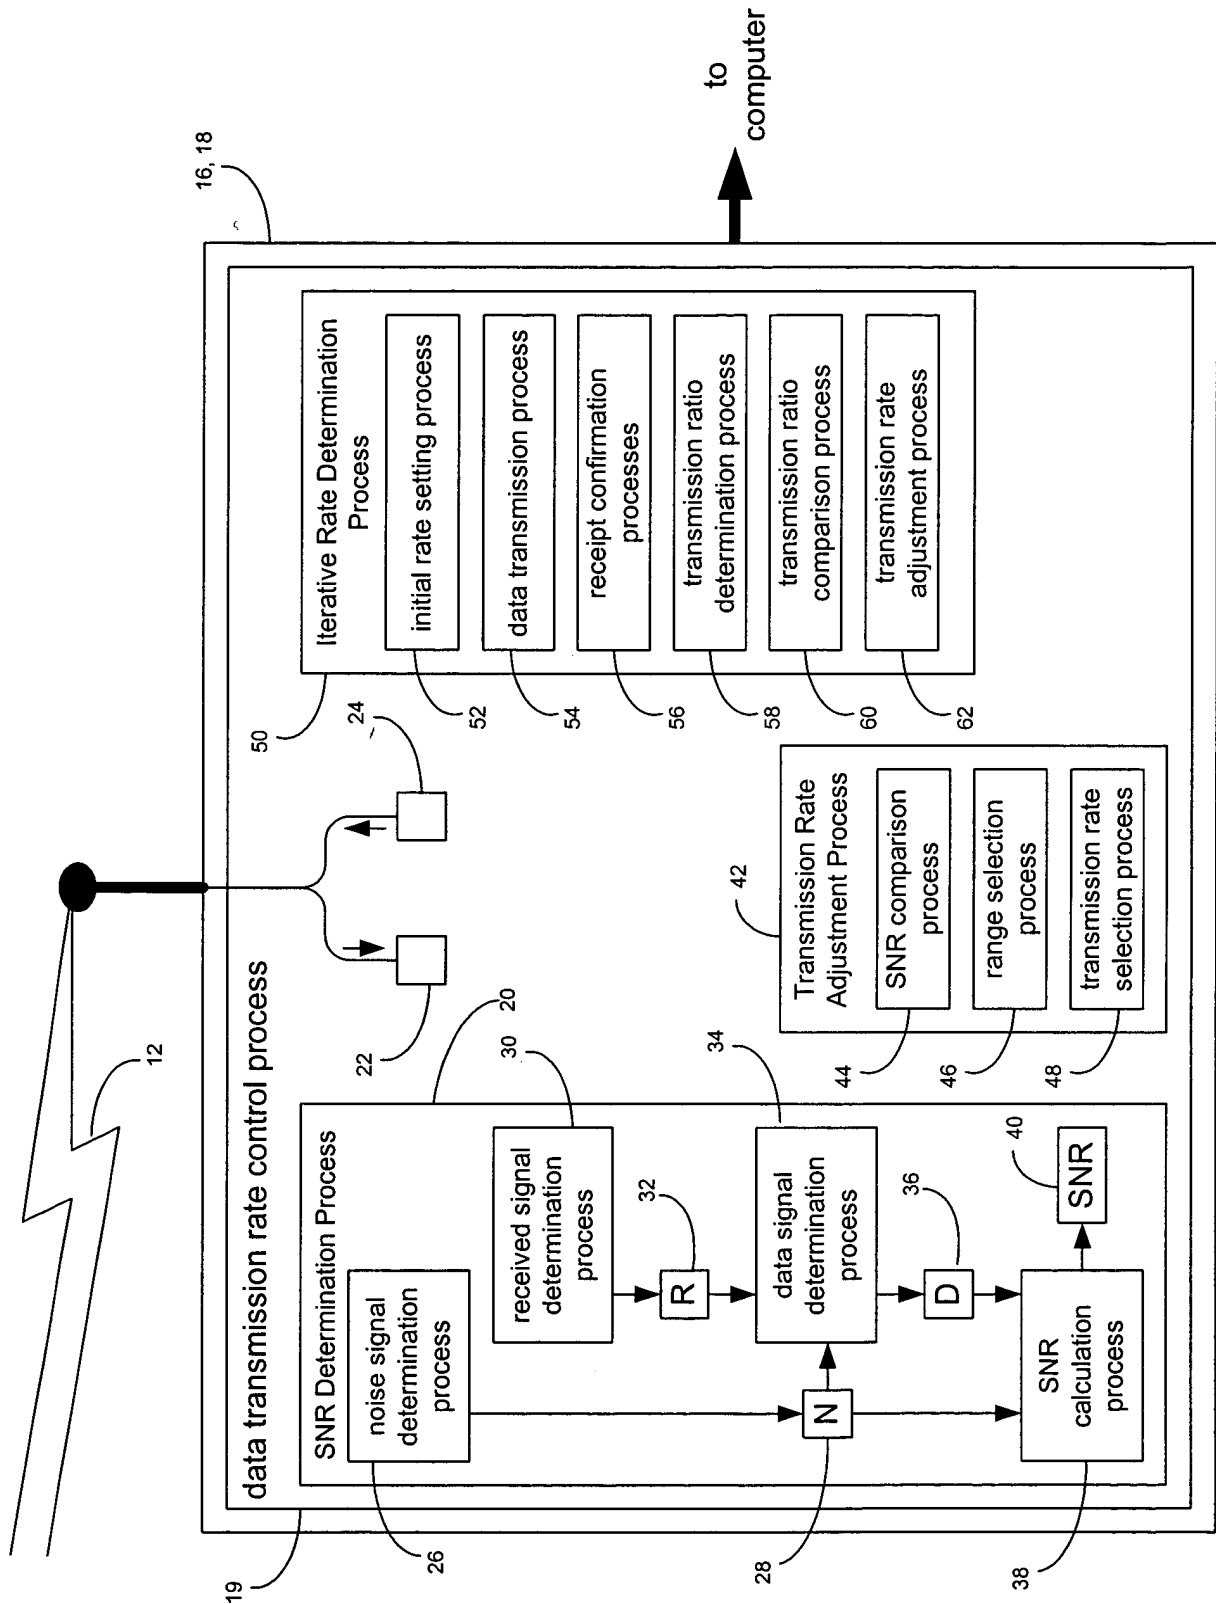 12
16, 18
to
computer
19
data transmission rate control process
20
SNR Determination Process
26
noise signal
determination
process
30
received signal
determination
process
32
R
34
data signal
determination
process
28
N
36
D
38
SNR
calculation
process
40
SNR
22
24
42
Transmission Rate
Adjustment Process
44
SNR comparison
process
46
range selection
process
48
transmission rate
selection process
50
Iterative Rate Determination
Process
52
initial rate setting process
54
data transmission process
56
receipt confirmation
processes
58
transmission ratio
determination process
60
transmission ratio
comparison process
62
transmission rate
adjustment process